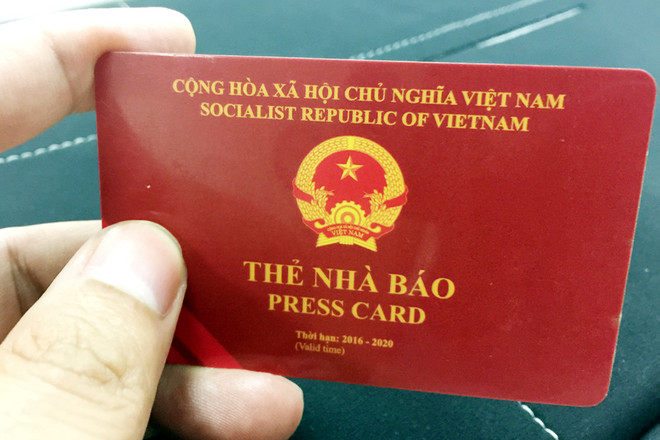 CỘNG HÒA XÃ HỘI CHỦ NGHĨA VIỆT NAM
SOCIALIST REPUBLIC OF VIETNAM
VIỆT NAM
THẺ NHÀ BÁO
PRESS CARD
Thời hạn: 2016 - 2020
(Valid time)